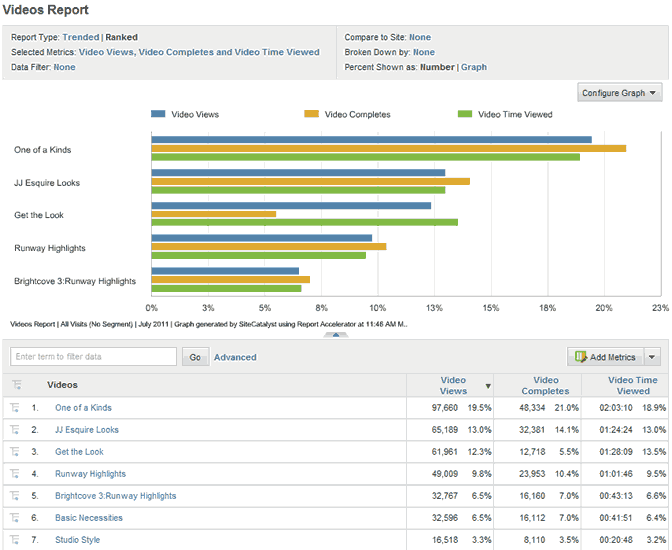 Videos Report
Report Type: Trended | Ranked
Compare to Site: None
Selected Metrics: Video Views, Video Completes and Video Time Viewed
Broken Down by: None
Data Filter: None
Percent Shown as: Number | Graph
Configure Graph
Video Views Video Completes Video Time Viewed
One of a Kinds
JJ Esquire Looks
Get the Look
Runway Highlights
Brightcove 3:Runway Highlights
0% 3% 5% 8% 10% 13% 15% 18% 20% 23%
Videos Report | All Visits (No Segment) | July 2011 | Graph generated by SiteCatalyst using Report Accelerator at 11:46 AM M..
Enter term to filter data Go Advanced Add Metrics
Videos Video Views Video Completes Video Time Viewed
1. One of a Kinds 97,660 19.5% 48,334 21.0% 02:03:10 18.9%
2. JJ Esquire Looks 65,189 13.0% 32,381 14.1% 01:24:24 13.0%
3. Get the Look 61,961 12.3% 12,718 5.5% 01:28:09 13.5%
4. Runway Highlights 49,009 9.8% 23,953 10.4% 01:01:46 9.5%
5. Brightcove 3:Runway Highlights 32,767 6.5% 16,160 7.0% 00:43:13 6.6%
6. Basic Necessities 32,596 6.5% 16,112 7.0% 00:41:51 6.4%
7. Studio Style 16,518 3.3% 8,110 3.5% 00:20:48 3.2%